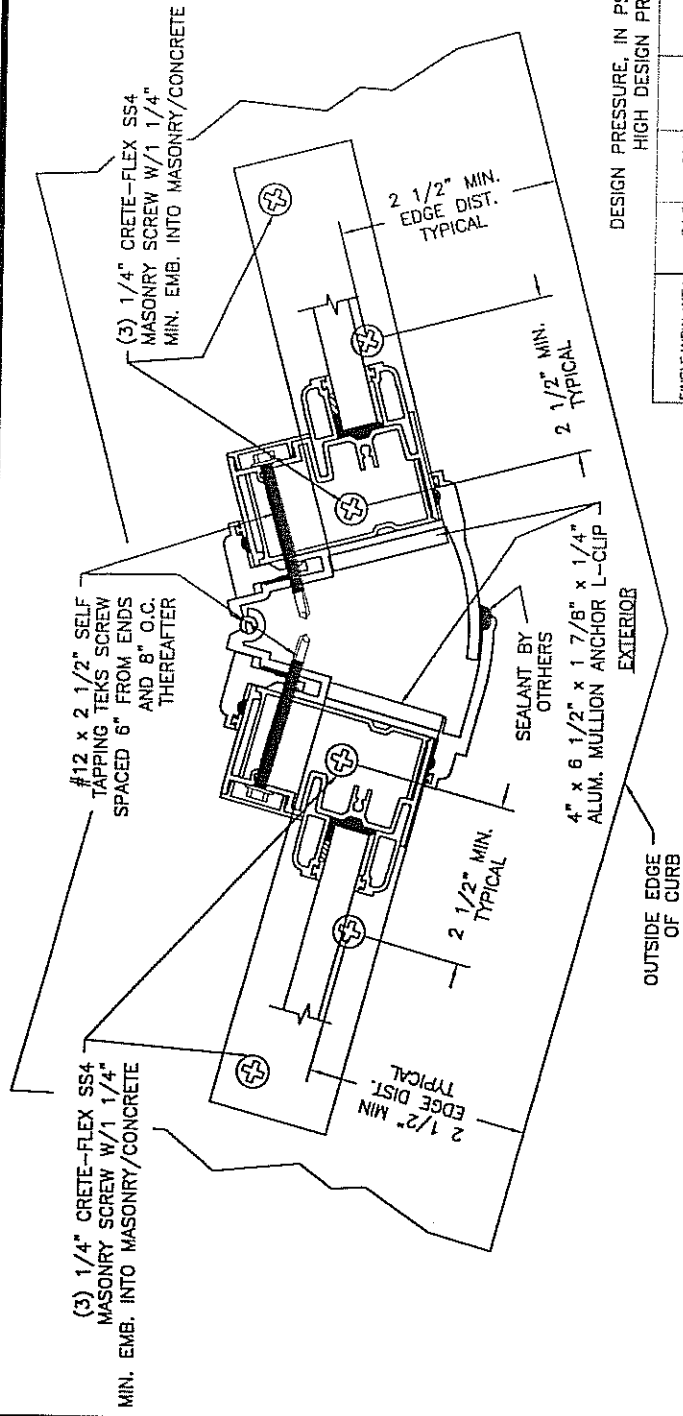 (3) 1/4" CRETE-FLEX SS4
MASONRY SCREW W/1 1/4"
MIN. EMB. INTO MASONRY/CONCRETE
#12 x 2 1/2" SELF
TAPPING TEKS SCREW
SPACED 6" FROM ENDS
AND 8" O.C.
THEREAFTER
(3) 1/4" CRETE-FLEX SS4
MASONRY SCREW W/1 1/4"
MIN. EMB. INTO MASONRY/CONCRETE
2 1/2" MIN
EDGE DIST.
TYPICAL
2 1/2" MIN.
TYPICAL
SEALANT BY
OTRHERS
2 1/2" MIN.
TYPICAL
2 1/2" MIN.
EDGE DIST.
TYPICAL
4" x 6 1/2" x 1 7/8" x 1/4"
ALUM. MULLION ANCHOR L-CLIP
EXTERIOR
OUTSIDE EDGE
OF CURB
DESIGN PRESSURE, IN PS
HIGH DESIGN PR